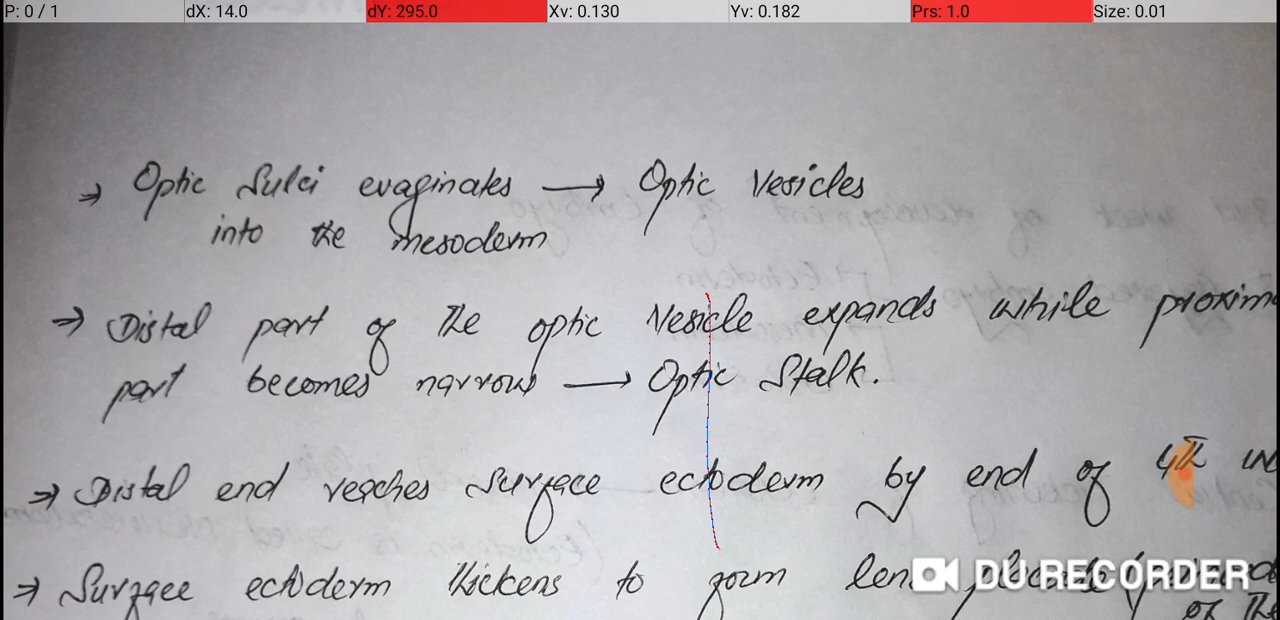 P: 0 / 1 dX: 14.0 dY: 295.0 Xv: 0.130 Yv: 0.182 Prs: 1.0 Size: 0.01
⇒ Optic Sulci evaginates ⟶ Optic Vesicles
into the mesoderm
⇒ Distal part of the optic Vesicle expands while proxim
part becomes narrow ⟶ Optic Stalk.
⇒ Distal end reaches Surface ectoderm by end of 4th
⇒ Surface ectoderm thickens to form lens
DU RECORDER
of the